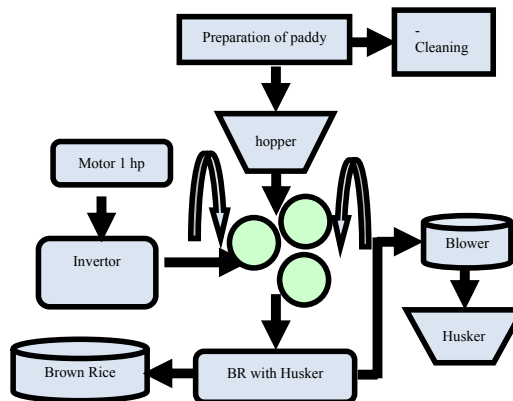 Preparation of paddy
-
Cleaning
hopper
Motor 1 hp
Invertor
Blower
Husker
Brown Rice
BR with Husker